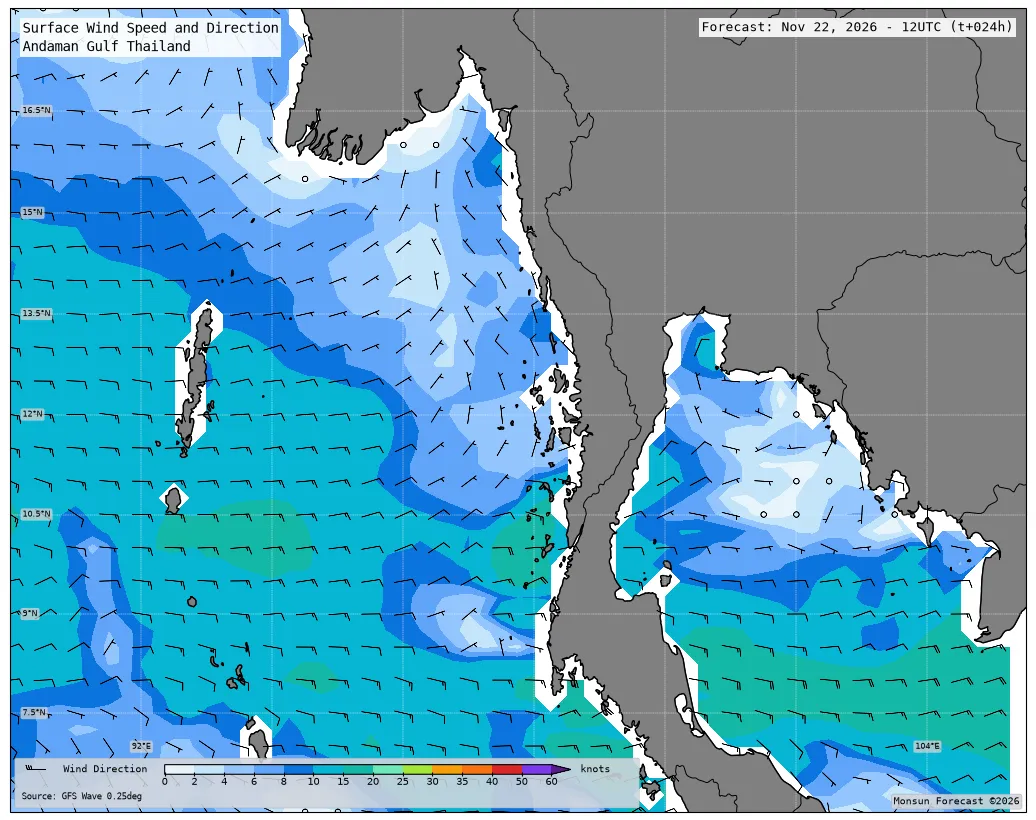 Surface Wind Speed and Direction
Andaman Gulf Thailand
Forecast: Nov 22, 2026 - 12UTC (t+024h)
16.5°N
15°N
13.5°N
12°N
10.5°N
9°N
7.5°N
92°E
104°E
Wind Direction
knots
0 2 4 6 8 10 15 20 25 30 35 40 50 60
Source: GFS Wave 0.25deg
Monsun Forecast ©2026